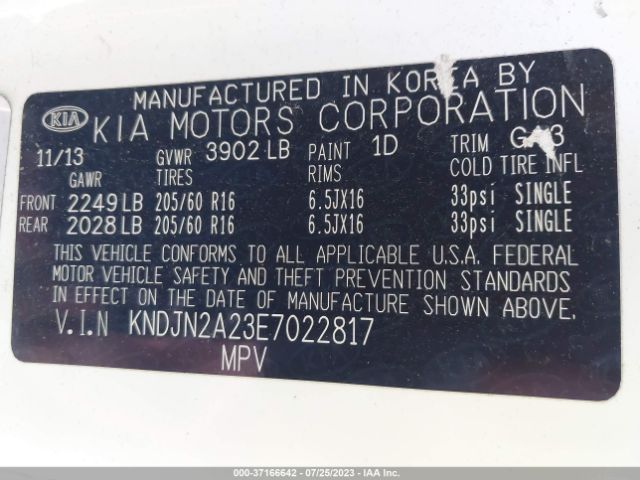 MANUFACTURED IN KOREA BY
KIA KIA MOTORS CORPORATION
11/13 GVWR 3902 LB PAINT 1D TRIM
GAWR TIRES RIMS COLD TIRE INFL
FRONT 2249 LB 205/60 R16 6.5JX16 33psi SINGLE
REAR 2028 LB 205/60 R16 6.5JX16 33psi SINGLE
THIS VEHICLE CONFORMS TO ALL APPLICABLE U.S.A. FEDERAL
MOTOR VEHICLE SAFETY AND THEFT PREVENTION STANDARDS
IN EFFECT ON THE DATE OF MANUFACTURE SHOWN ABOVE.
V.I.N KNDJN2A23E7022817
MPV
000-37166642 - 07/25/2023 - IAA Inc.